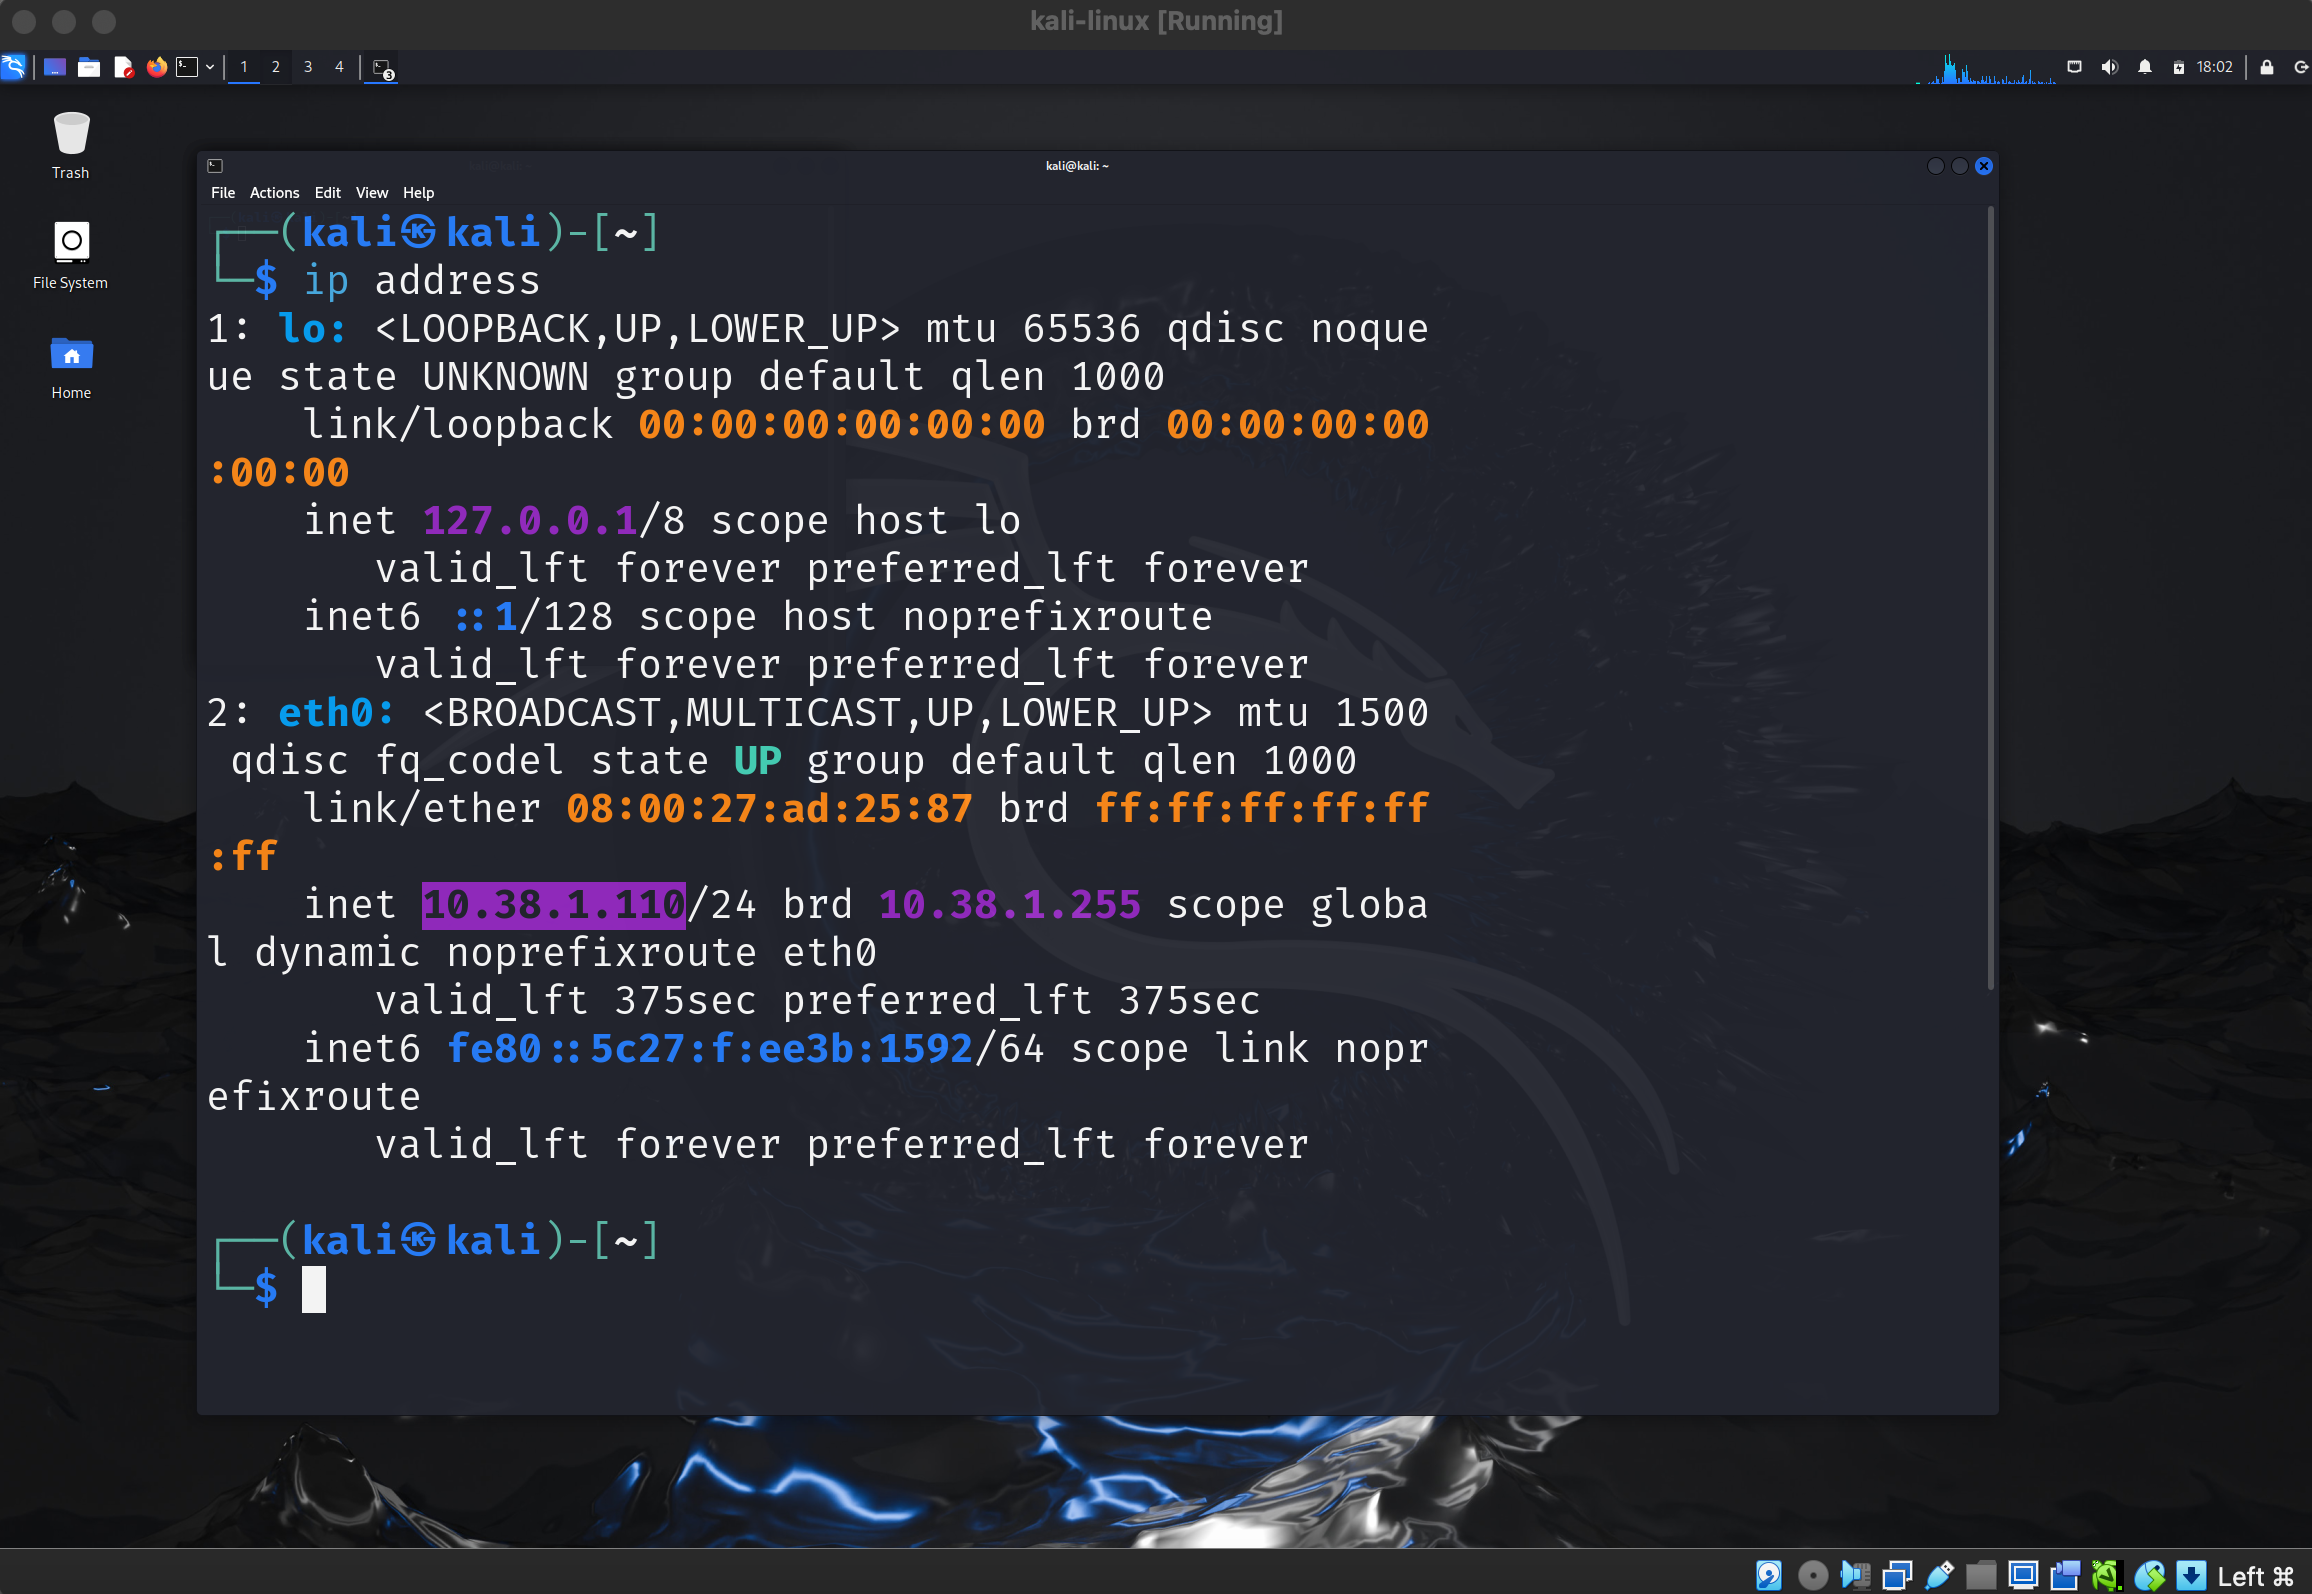 kali-linux [Running]
1 2 3 4 3 18:02
Trash
File System
Home
kali@kali: ~
File Actions Edit View Help
┌──(kali㉿kali)-[~]
└─$ ip address
1: lo: <LOOPBACK,UP,LOWER_UP> mtu 65536 qdisc noque
ue state UNKNOWN group default qlen 1000
    link/loopback 00:00:00:00:00:00 brd 00:00:00:00
:00:00
    inet 127.0.0.1/8 scope host lo
       valid_lft forever preferred_lft forever
    inet6 ::1/128 scope host noprefixroute
       valid_lft forever preferred_lft forever
2: eth0: <BROADCAST,MULTICAST,UP,LOWER_UP> mtu 1500
 qdisc fq_codel state UP group default qlen 1000
    link/ether 08:00:27:ad:25:87 brd ff:ff:ff:ff:ff
:ff
    inet 10.38.1.110/24 brd 10.38.1.255 scope globa
l dynamic noprefixroute eth0
       valid_lft 375sec preferred_lft 375sec
    inet6 fe80::5c27:f:ee3b:1592/64 scope link nopr
efixroute
       valid_lft forever preferred_lft forever
┌──(kali㉿kali)-[~]
└─$
Left ⌘